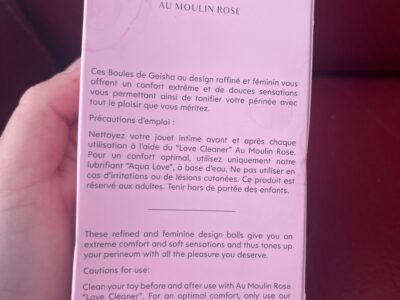 AU MOULIN ROSE
Ces Boules de Geisha au design raffiné et féminin vous
offrent un confort extrême et de douces sensations
vous permettant ainsi de tonifier votre périnée avec
tout le plaisir que vous méritez.
Précautions d'emploi :
Nettoyez votre jouet intime avant et après chaque
utilisation à l'aide du "Love Cleaner" Au Moulin Rose.
Pour un confort optimal, utilisez uniquement notre
lubrifiant "Aqua Love", à base d'eau. Ne pas utiliser en
cas d'irritations ou de lésions cutanées. Ce produit est
réservé aux adultes. Tenir hors de portée des enfants.
These refined and feminine design balls give you an
extreme comfort and soft sensations and thus tones up
your perineum with all the pleasure you deserve.
Cautions for use:
Clean your toy before and after use with Au Moulin Rose
"Love Cleaner". For an optimal comfort, only use our